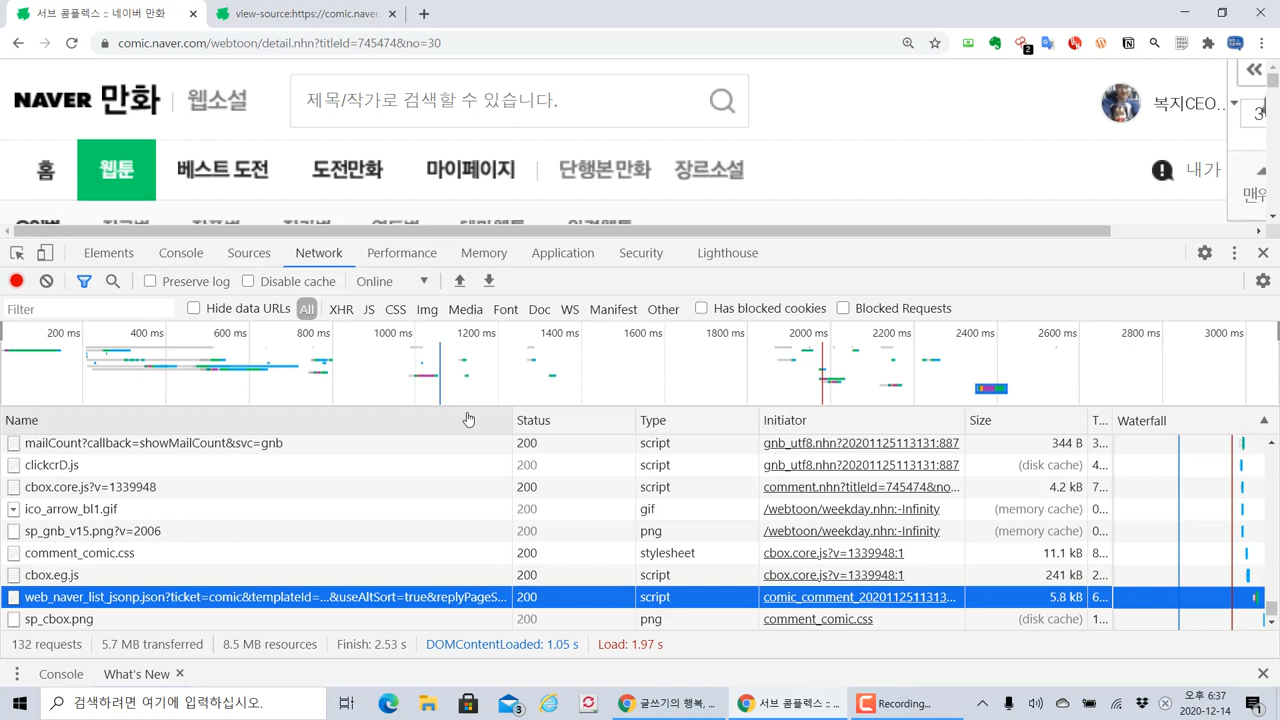 서브 콤플렉스 :: 네이버 만화
view-source:https://comic.naver
comic.naver.com/webtoon/detail.nhn?titleId=745474&no=30
2
NAVER 만화 웹소설
제목/작가로 검색할 수 있습니다.
복지CEO..
홈 웹툰 베스트 도전 도전만화 마이페이지 단행본 만화 장르소설
내가
맨위
Elements Console Sources Network Performance Memory Application Security Lighthouse
Preserve log Disable cache Online
Filter Hide data URLs All XHR JS CSS Img Media Font Doc WS Manifest Other Has blocked cookies Blocked Requests
200 ms 400 ms 600 ms 800 ms 1000 ms 1200 ms 1400 ms 1600 ms 1800 ms 2000 ms 2200 ms 2400 ms 2600 ms 2800 ms 3000 ms
Name Status Type Initiator Size T... Waterfall
mailCount?callback=showMailCount&svc=gnb 200 script gnb_utf8.nhn?20201125113131:887 344 B 3...
clickcrD.js 200 script gnb_utf8.nhn?20201125113131:887 (disk cache) 4...
cbox.core.js?v=1339948 200 script comment.nhn?titleId=745474&no... 4.2 kB 7...
ico_arrow_bl1.gif 200 gif /webtoon/weekday.nhn:-Infinity (memory cache) 0...
sp_gnb_v15.png?v=2006 200 png /webtoon/weekday.nhn:-Infinity (memory cache) 0...
comment_comic.css 200 stylesheet cbox.core.js?v=1339948:1 11.1 kB 8...
cbox.eg.js 200 script cbox.core.js?v=1339948:1 241 kB 2...
web_naver_list_jsonp.json?ticket=comic&templateId=...&useAltSort=true&replyPageS... 200 script comic_comment_2020112511313... 5.8 kB 6...
sp_cbox.png 200 png comment_comic.css (disk cache) 1...
132 requests 5.7 MB transferred 8.5 MB resources Finish: 2.53 s DOMContentLoaded: 1.05 s Load: 1.97 s
Console What's New
검색하려면 여기에 입력하십시오.
3
글쓰기의 행복, ...
서브 콤플렉스 :: ...
Recording...
오후 6:37
2020-12-14
1